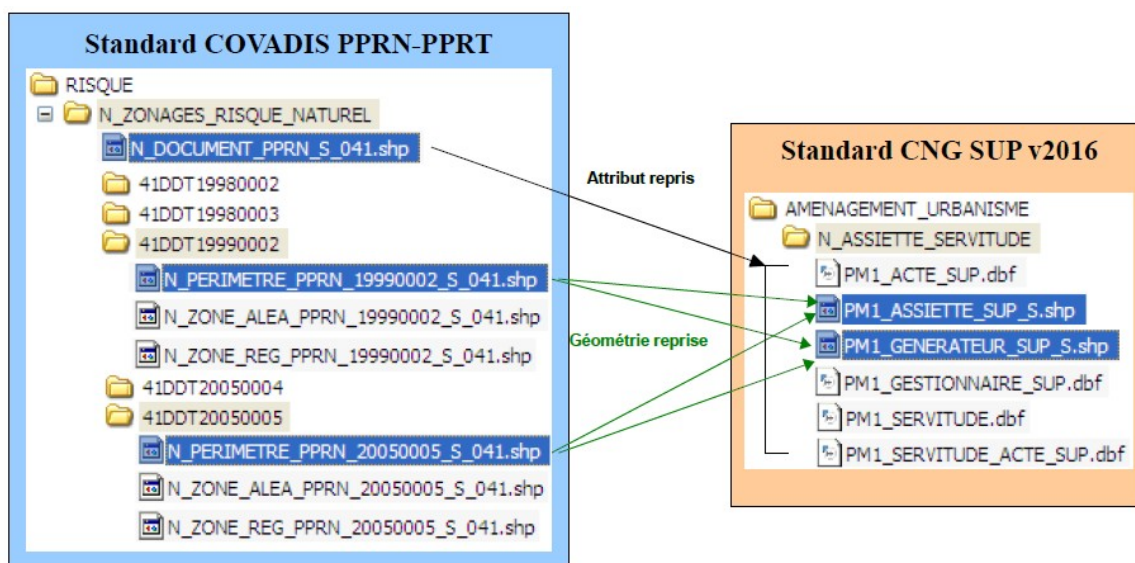 Standard COVADIS PPRN-PPRT
RISQUE
N_ZONAGES_RISQUE_NATUREL
N_DOCUMENT_PPRN_S_041.shp
41DDT19980002
41DDT19980003
41DDT19990002
N_PERIMETRE_PPRN_19990002_S_041.shp
N_ZONE_ALEA_PPRN_19990002_S_041.shp
N_ZONE_REG_PPRN_19990002_S_041.shp
41DDT20050004
41DDT20050005
N_PERIMETRE_PPRN_20050005_S_041.shp
N_ZONE_ALEA_PPRN_20050005_S_041.shp
N_ZONE_REG_PPRN_20050005_S_041.shp
Attribut repris
Géométrie reprise
Standard CNG SUP v2016
AMENAGEMENT_URBANISME
N_ASSIETTE_SERVITUDE
PM1_ACTE_SUP.dbf
PM1_ASSIETTE_SUP_S.shp
PM1_GENERATEUR_SUP_S.shp
PM1_GESTIONNAIRE_SUP.dbf
PM1_SERVITUDE.dbf
PM1_SERVITUDE_ACTE_SUP.dbf